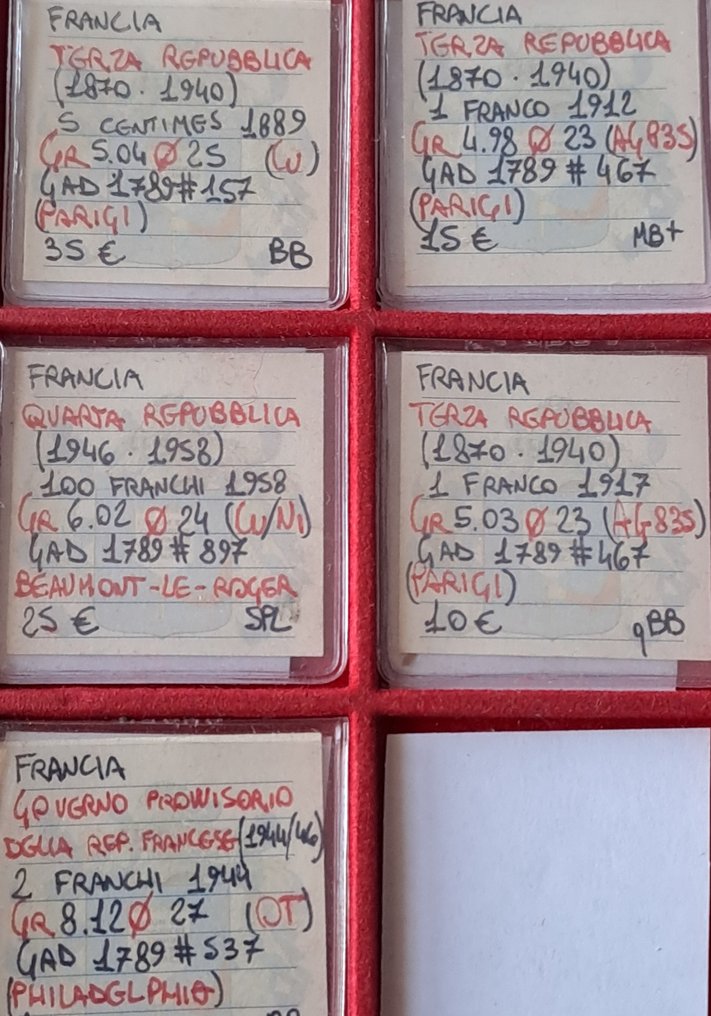 FRANCIA
TERZA REPUBBLICA
(1870 . 1940)
5 CENTIMES 1889
GR 5.04 Ø 25 (CU)
GAD 1789 # 157
(PARIGI)
35 € BB
FRANCIA
TERZA REPUBBLICA
(1870 . 1940)
1 FRANCO 1912
GR 4.98 Ø 23 (AG 835)
GAD 1789 # 467
(PARIGI)
15 € MB+
FRANCIA
QUARTA REPUBBLICA
(1946 . 1958)
100 FRANCHI 1958
GR 6.02 Ø 24 (CU/NI)
GAD 1789 # 897
BEAUMONT-LE-ROGER
25 € SPL
FRANCIA
TERZA REPUBBLICA
(1870 . 1940)
1 FRANCO 1917
GR 5.03 Ø 23 (AG 835)
GAD 1789 # 467
(PARIGI)
10 € qBB
FRANCIA
GOVERNO PROVVISORIO
DELLA REP. FRANCESE (1944/46)
2 FRANCHI 1944
GR 8.12 Ø 27 (OT)
GAD 1789 # 537
(PHILADELPHIA)